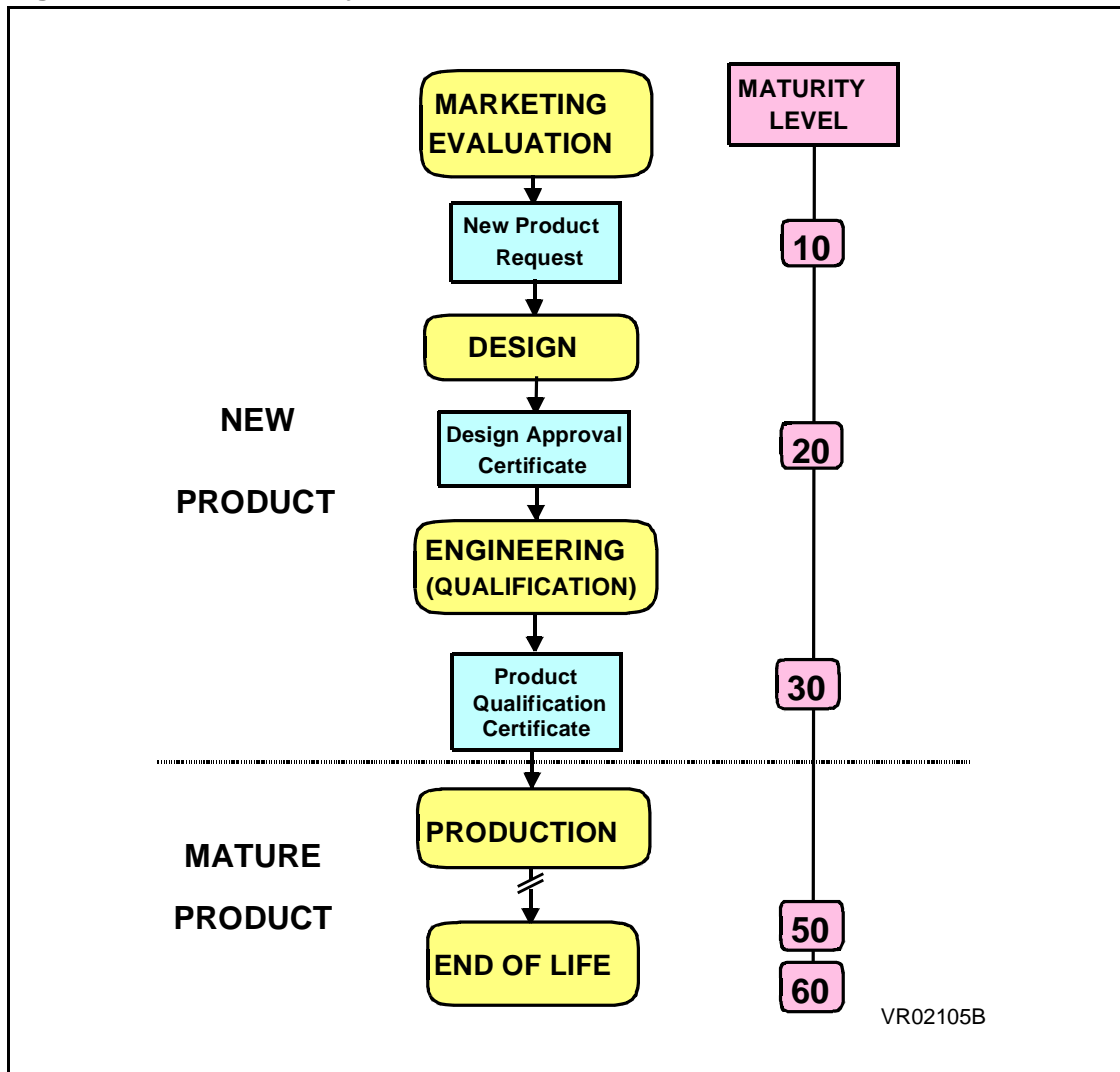 MARKETING
EVALUATION
MATURITY
LEVEL
New Product
Request
10
DESIGN
NEW
PRODUCT
Design Approval
Certificate
20
ENGINEERING
(QUALIFICATION)
Product
Qualification
Certificate
30
PRODUCTION
MATURE
PRODUCT
50
END OF LIFE
60
VR02105B